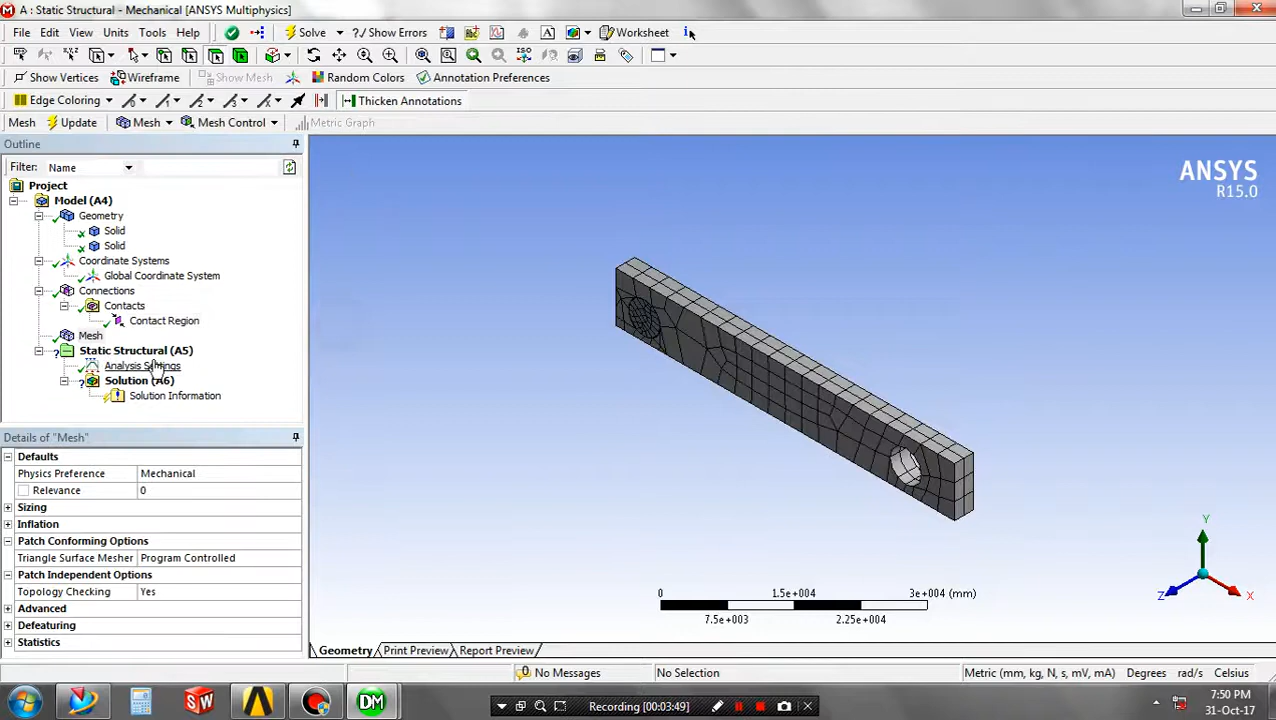 A : Static Structural - Mechanical [ANSYS Multiphysics]
File Edit View Units Tools Help Solve ?/ Show Errors Worksheet
Show Vertices Wireframe Show Mesh Random Colors Annotation Preferences
Edge Coloring Thicken Annotations
Mesh Update Mesh Mesh Control Metric Graph
Outline
Filter: Name
Project
Model (A4)
Geometry
Solid
Solid
Coordinate Systems
Global Coordinate System
Connections
Contacts
Contact Region
Mesh
Static Structural (A5)
Analysis Settings
Solution (A6)
Solution Information
Details of "Mesh"
Defaults
Physics Preference Mechanical
Relevance 0
Sizing
Inflation
Patch Conforming Options
Triangle Surface Mesher Program Controlled
Patch Independent Options
Topology Checking Yes
Advanced
Defeaturing
Statistics
ANSYS
R15.0
Y
Z X
0 1.5e+004 3e+004 (mm)
7.5e+003 2.25e+004
Geometry Print Preview Report Preview
No Messages No Selection Metric (mm, kg, N, s, mV, mA) Degrees rad/s Celsius
SW DM Recording [00:03:49] 7:50 PM
31-Oct-17